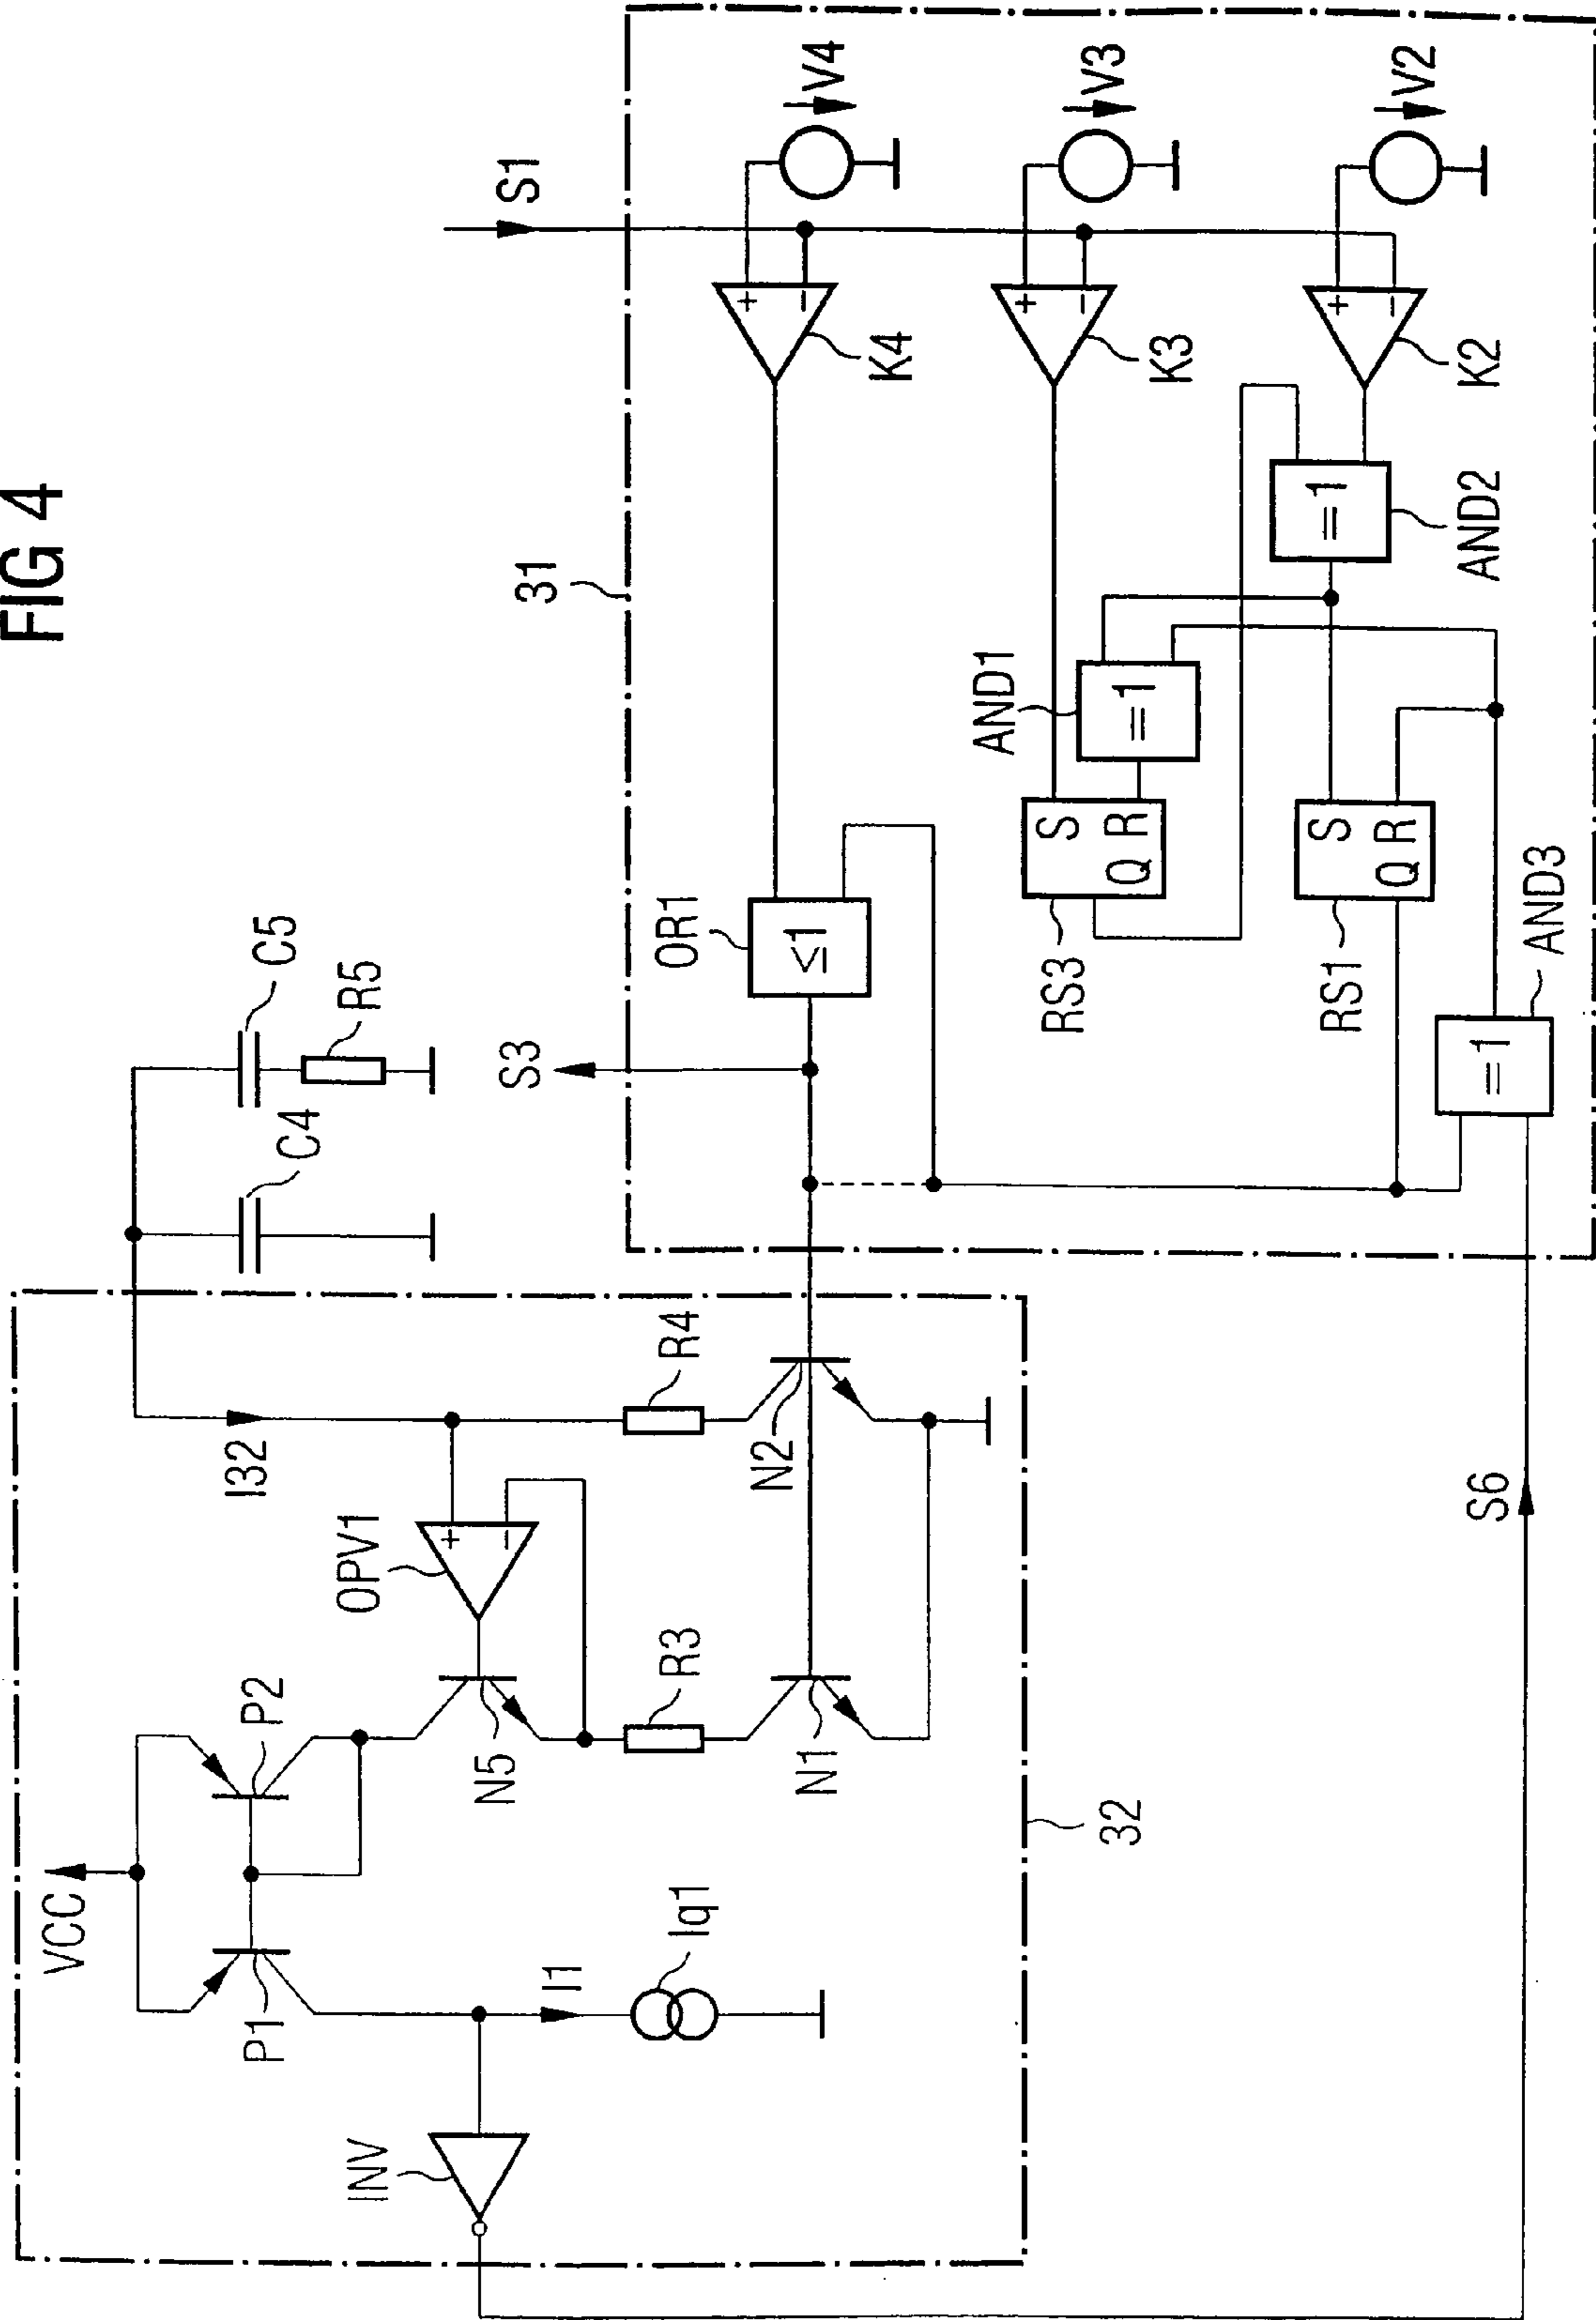 FIG 4
VCC
P1
P2
INV
I1
Iq1
N5
OPV1
+
−
I32
R3
R4
N1
N2
32
C4
C5
R5
S3
31
S1
OR1
≤1
K4
+
−
V4
K3
+
−
V3
K2
+
−
V2
AND1
=1
AND2
=1
RS3
S
R
Q
RS1
S
R
Q
AND3
=1
S6